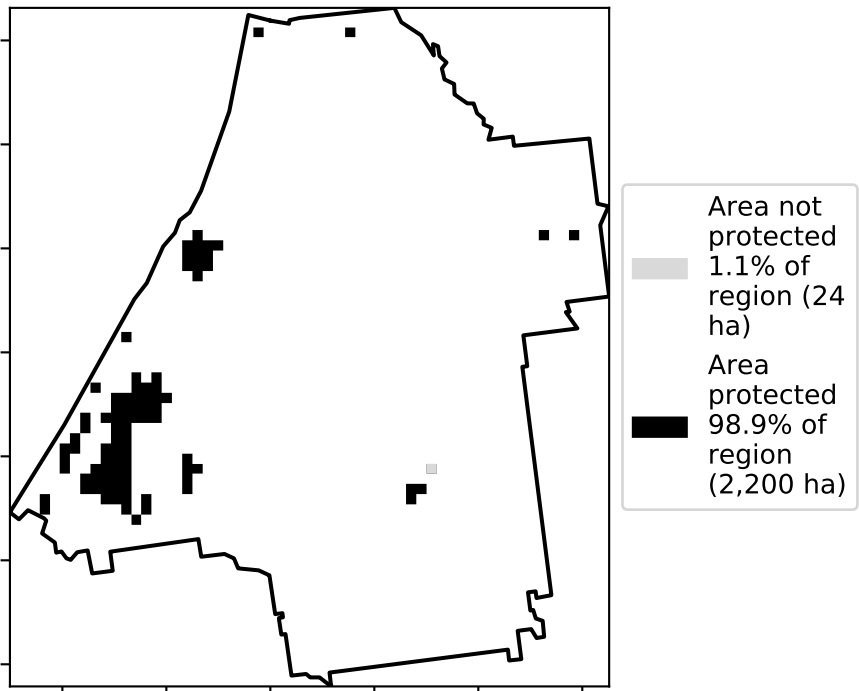 Area not
protected
1.1% of
region (24
ha)
Area
protected
98.9% of
region
(2,200 ha)